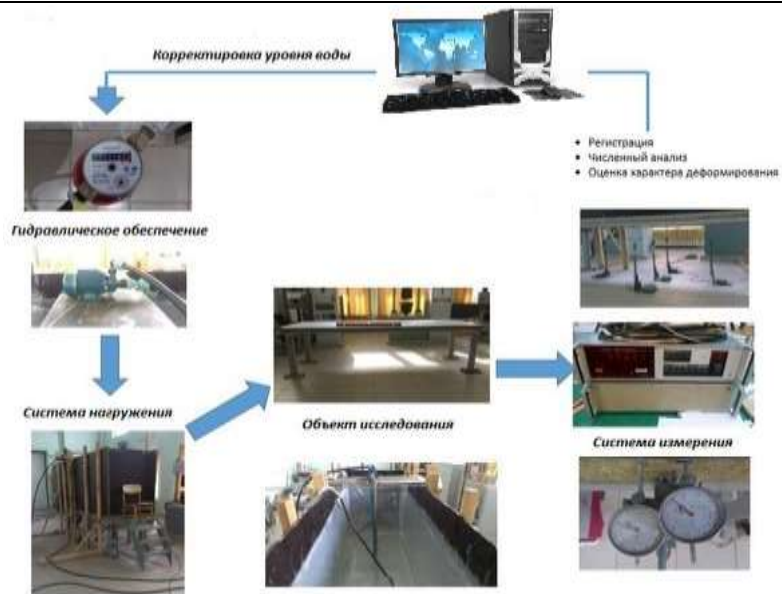 Корректировка уровня воды
• Регистрация
• Численный анализ
• Оценка характера деформирования
Гидравлическое обеспечение
Система нагружения
Объект исследования
Система измерения